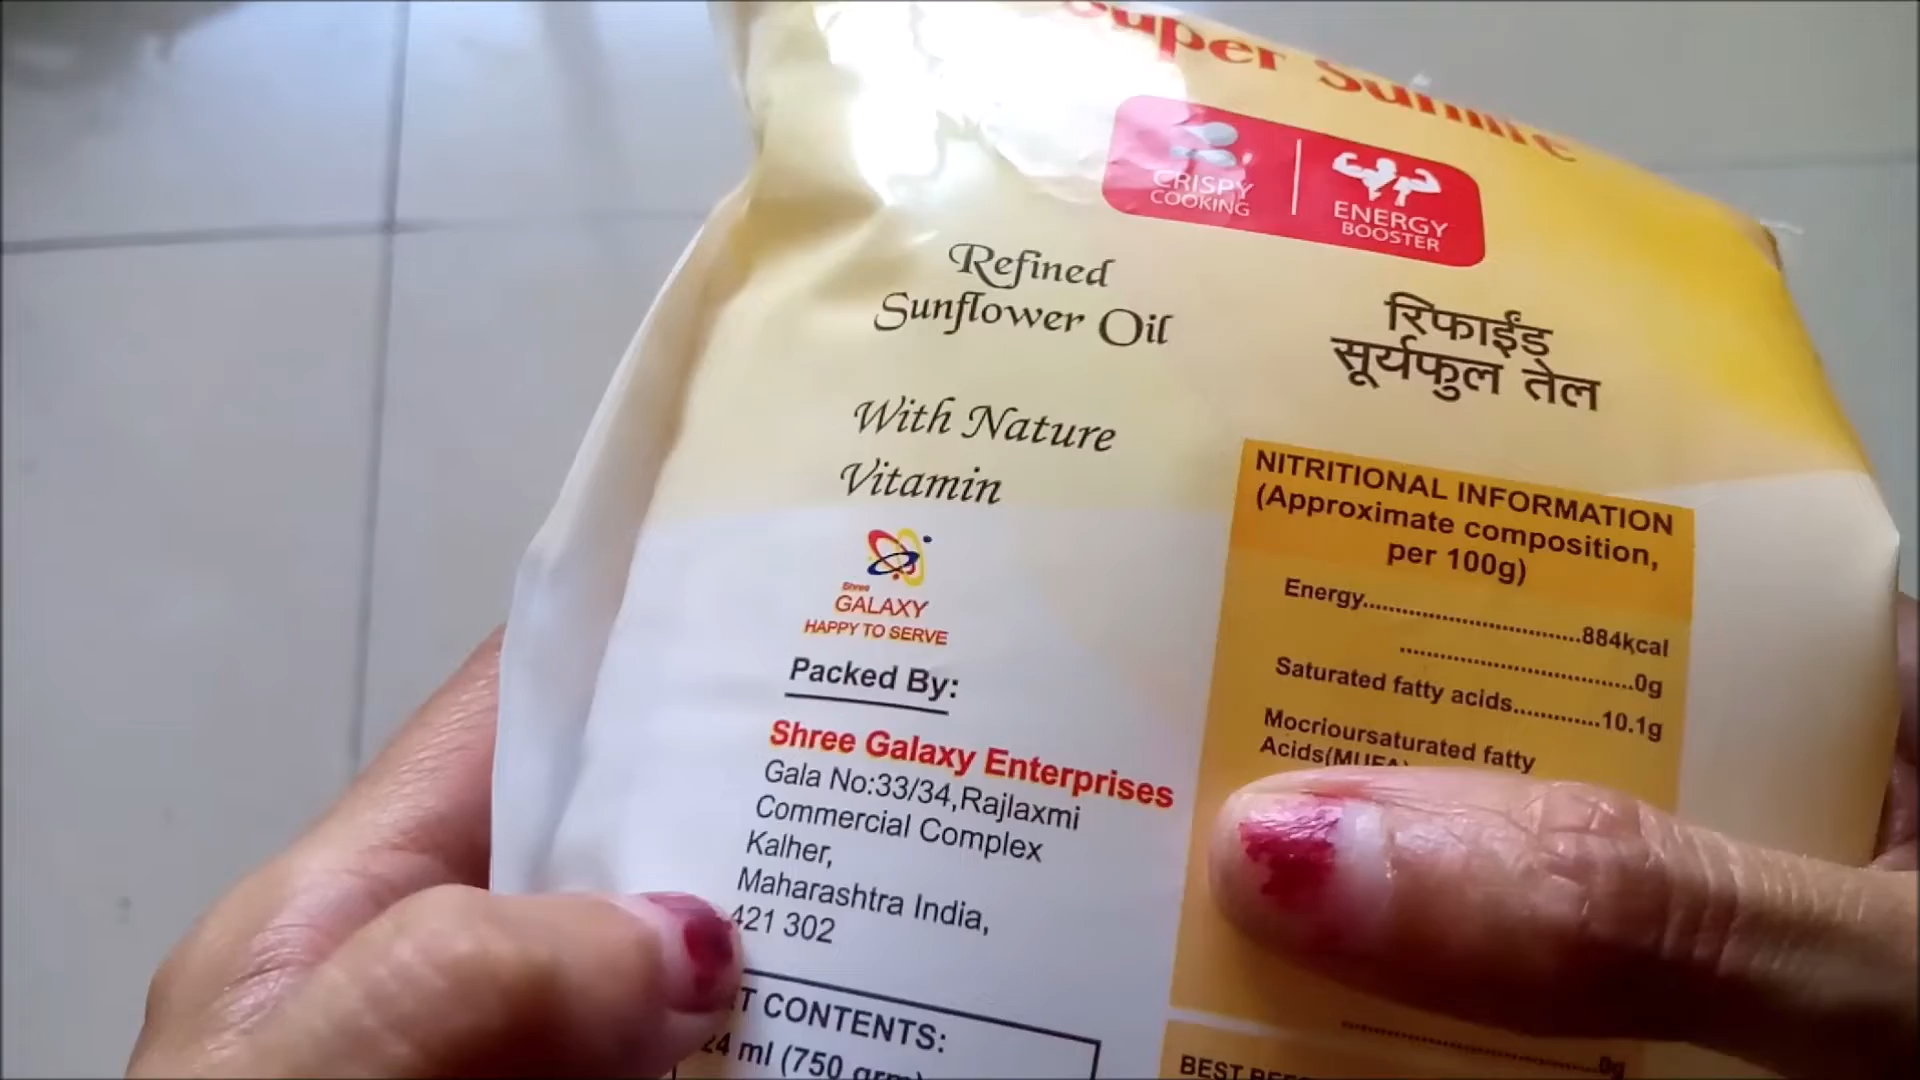 Super Sunlite
CRISPY
COOKING
ENERGY
BOOSTER
Refined
Sunflower Oil
रिफाईंड
सूर्यफुल तेल
With Nature
Vitamin
Shree
GALAXY
HAPPY TO SERVE
Packed By:
Shree Galaxy Enterprises
Gala No:33/34,Rajlaxmi
Commercial Complex
Kalher,
Maharashtra India,
421 302
CONTENTS:
24 ml (750 grm)
NITRITIONAL INFORMATION
(Approximate composition,
per 100g)
Energy................................884kcal
..................................0g
Saturated fatty acids.............10.1g
Mocrioursaturated fatty
Acids(MUFA)
..................................0g
BEST